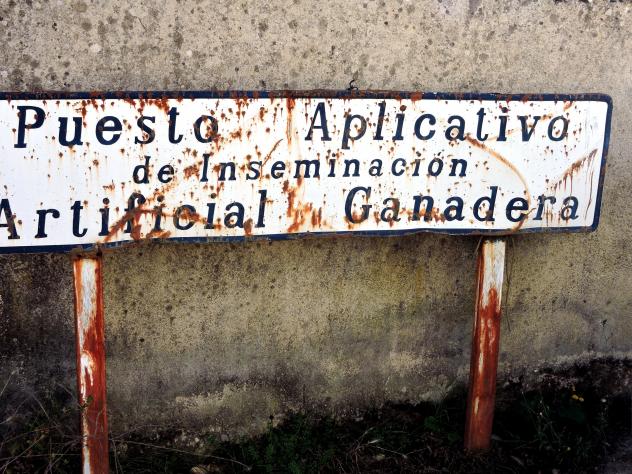 Puesto Aplicativo
de Inseminacion
Artificial Ganadera